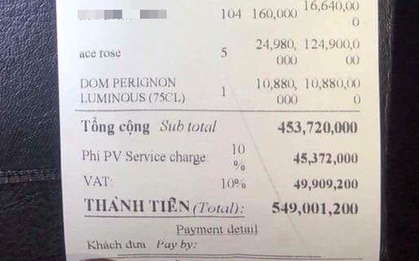 104 160,000 16,640,00
0
ace rose 5 24,980, 124,900,0
000 00
DOM PERIGNON
LUMINOUS (75CL) 1 10,880, 10,880,00
000 0
Tổng cộng Sub total 453,720,000
Phí PV Service charge: 10
% 45,372,000
VAT: 10% 49,909,200
THÀNH TIỀN (Total): 549,001,200
Payment detail
Khách đưa Pay by: